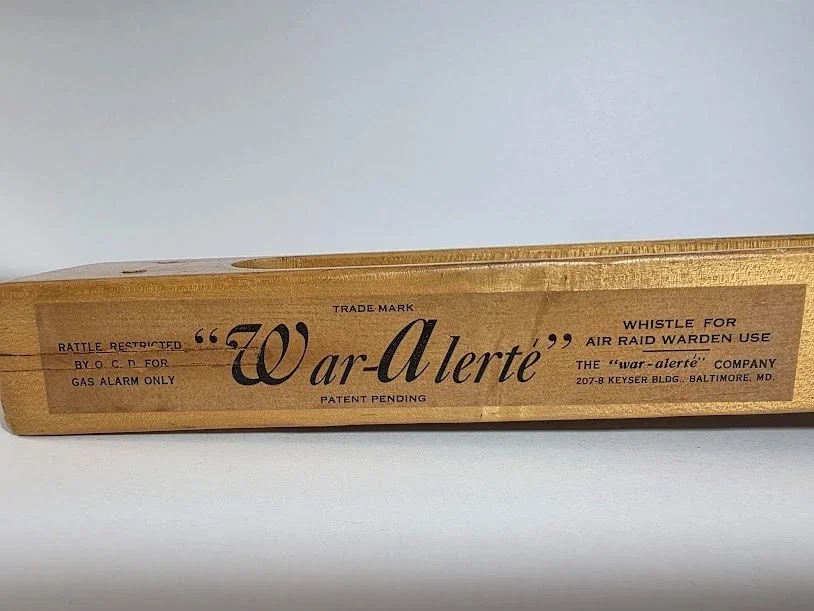 RATTLE RESTRICTED
BY O. C. D. FOR
GAS ALARM ONLY
TRADE MARK
“War-Alerté”
PATENT PENDING
WHISTLE FOR
AIR RAID WARDEN USE
THE “war-alerté” COMPANY
207-8 KEYSER BLDG., BALTIMORE, MD.